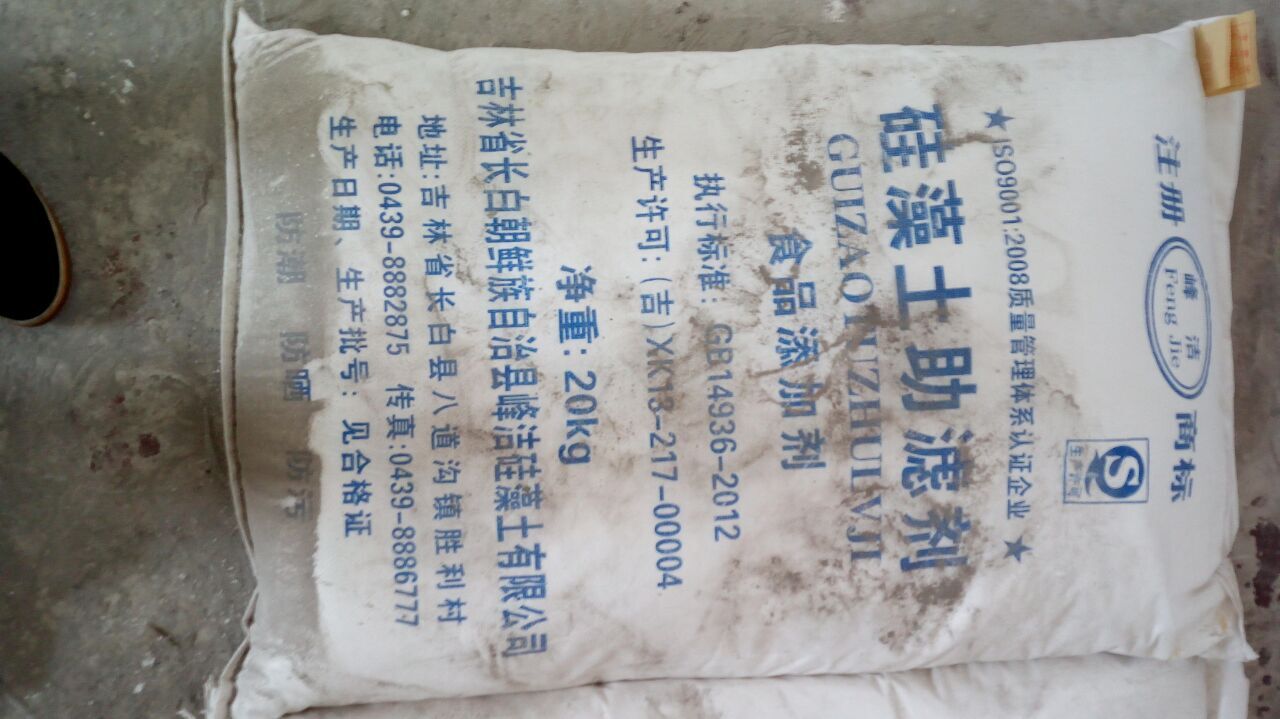 注册 峰洁 Feng Jie 商标
生产许可
★ISO9001:2008质量管理体系认证企业★
硅藻土助滤剂
GUIZAOTUZHULVJI
食品添加剂
执行标准: GB14936-2012
生产许可: (吉)XK13-217-00004
净重: 20kg
吉林省长白朝鲜族自治县峰洁硅藻土有限公司
地址:吉林省长白县八道沟镇胜利村
电话:0439-8882875 传真:0439-8886777
生产日期、生产批号: 见合格证
防潮 防晒 防污